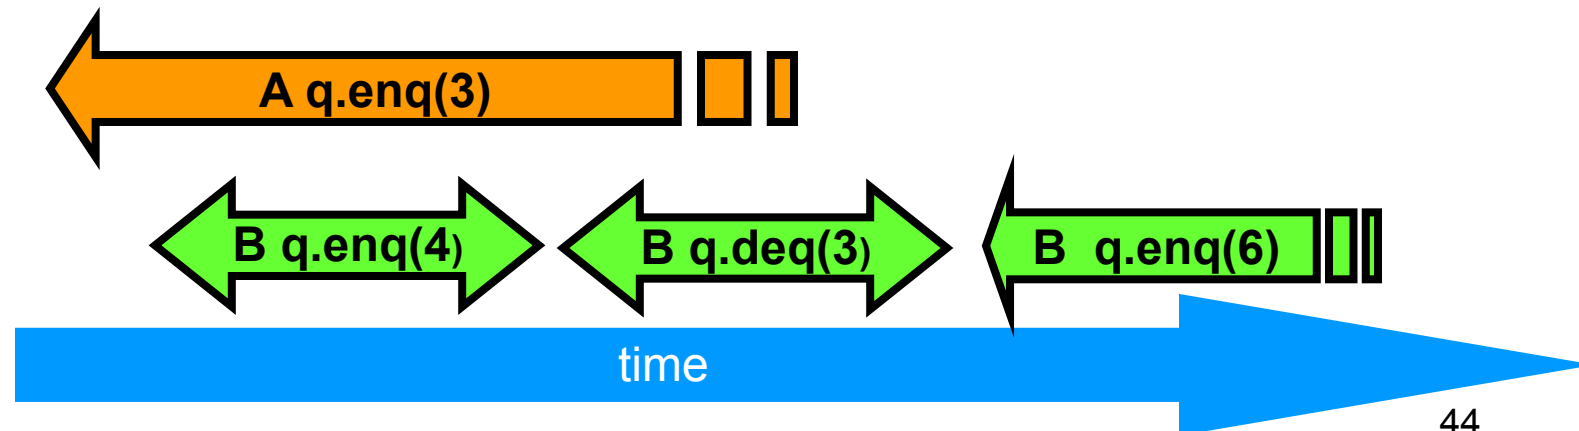 A q.enq(3)
B q.enq(4)
B q.deq(3)
B q.enq(6)
time
44